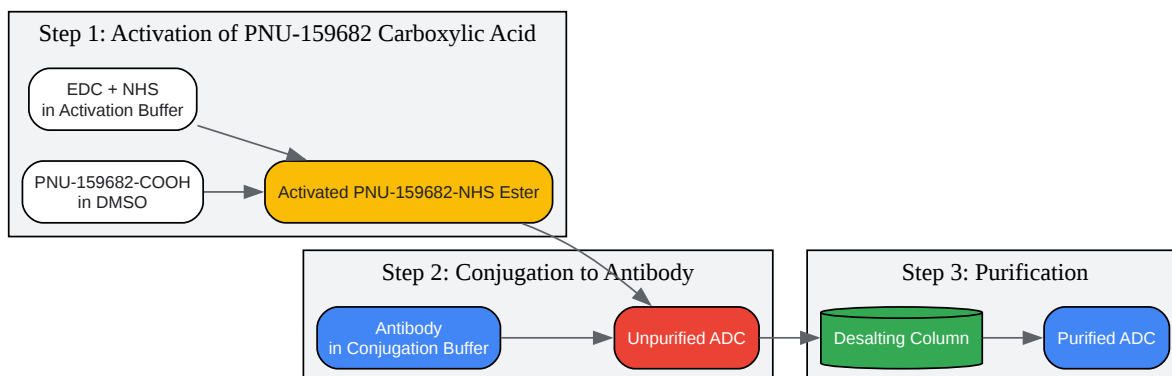 Step 1: Activation of PNU-159682 Carboxylic Acid
EDC + NHS
in Activation Buffer
PNU-159682-COOH
in DMSO
Activated PNU-159682-NHS Ester
Step 2: Conjugation to Antibody
Antibody
in Conjugation Buffer
Unpurified ADC
Step 3: Purification
Desalting Column
Purified ADC